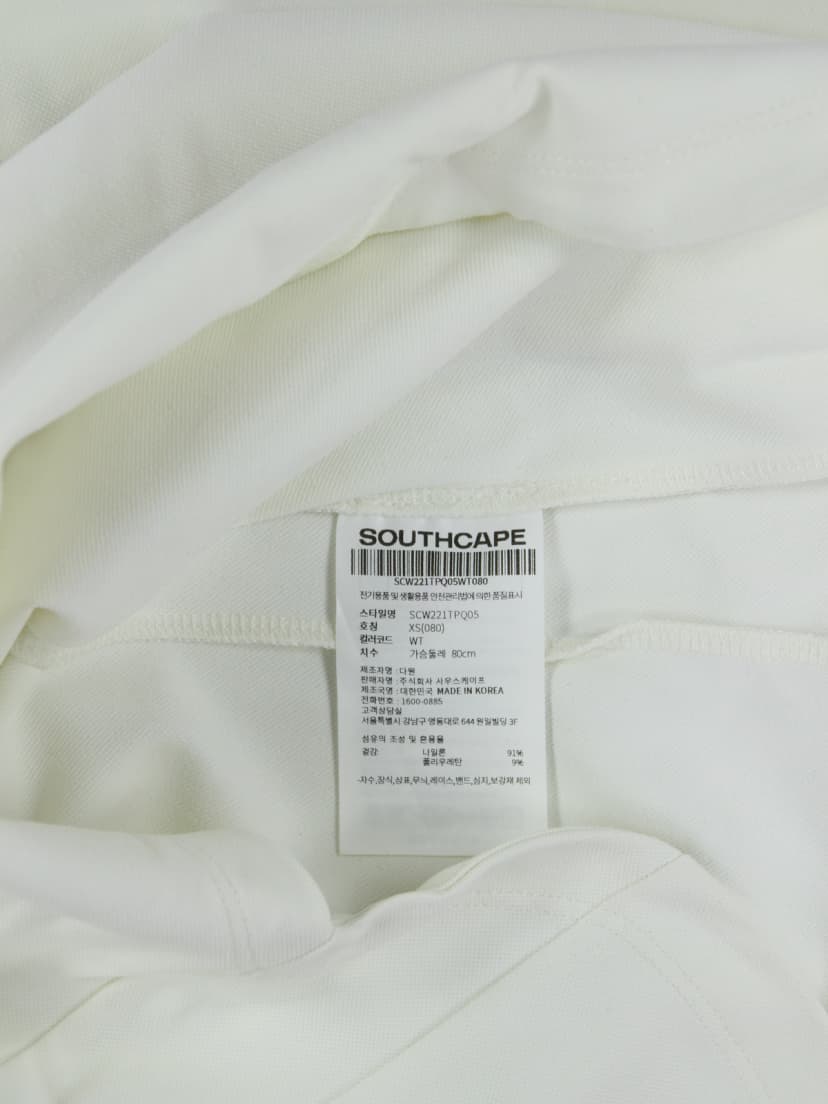 SOUTHCAPE
SCW221TPQ05WT080
전기용품 및 생활용품 안전관리법에 의한 품질표시
스타일명 SCW221TPQ05
호칭 XS(080)
컬러코드 WT
치수 가슴둘레 80cm
제조자명 : 다원
판매자명 : 주식회사 사우스케이프
제조국명 : 대한민국 MADE IN KOREA
전화번호 : 1600-0885
고객상담실
서울특별시 강남구 영동대로 644 원일빌딩 3F
섬유의 조성 및 혼용율
겉감: 나일론 91%
폴리우레탄 9%
-자수,장식,상표,무늬,레이스,밴드,심지,보강재 제외